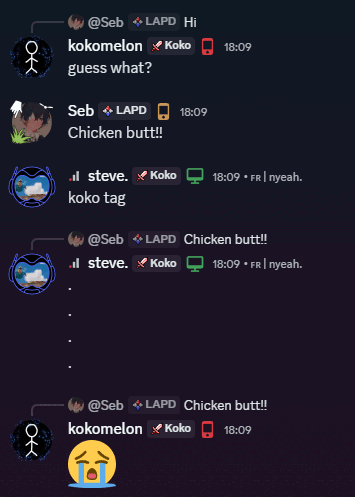 @Seb LAPD Hi
kokomelon Koko 18:09
guess what?
Seb LAPD 18:09
Chicken butt!!
steve. Koko 18:09 • FR | nyeah.
koko tag
@Seb LAPD Chicken butt!!
steve. Koko 18:09 • FR | nyeah.
.
.
.
.
@Seb LAPD Chicken butt!!
kokomelon Koko 18:09